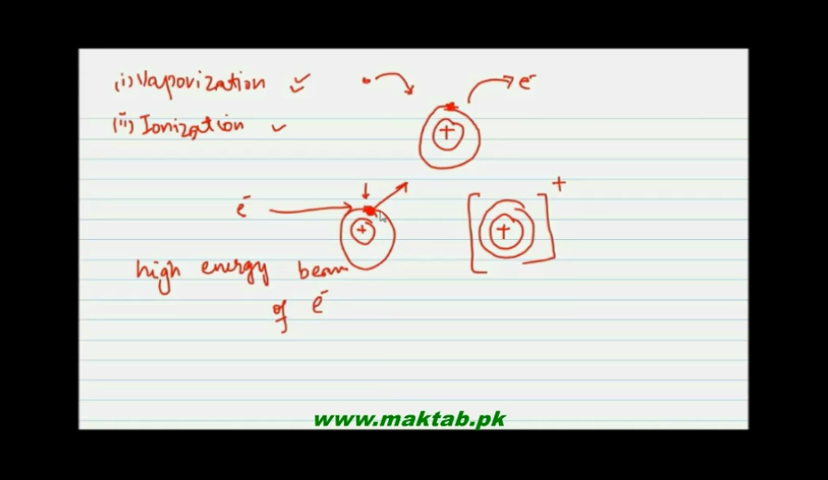 (i) Vaporization
e⁻
(ii) Ionization
+
+
e⁻
+
+
high energy beam
of e⁻
www.maktab.pk